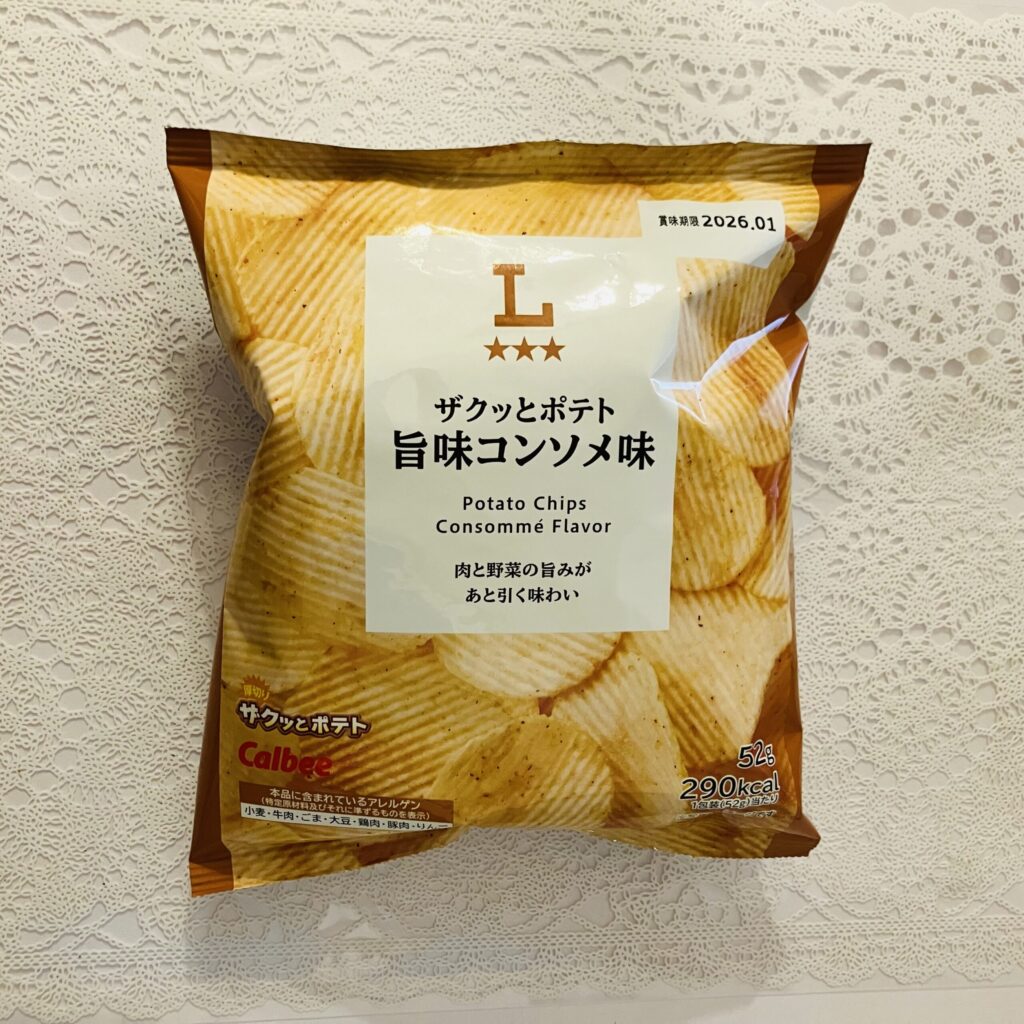 賞味期限 2026.01
L
★★★
ザクッとポテト
旨味コンソメ味
Potato Chips
Consommé Flavor
肉と野菜の旨みが
あと引く味わい
厚切り
ザクッとポテト
Calbee
本品に含まれているアレルゲン
(特定原材料及びそれに準ずるものを表示)
小麦・牛肉・ごま・大豆・鶏肉・豚肉・りんご
52g
290kcal
1包装(52g)当たり